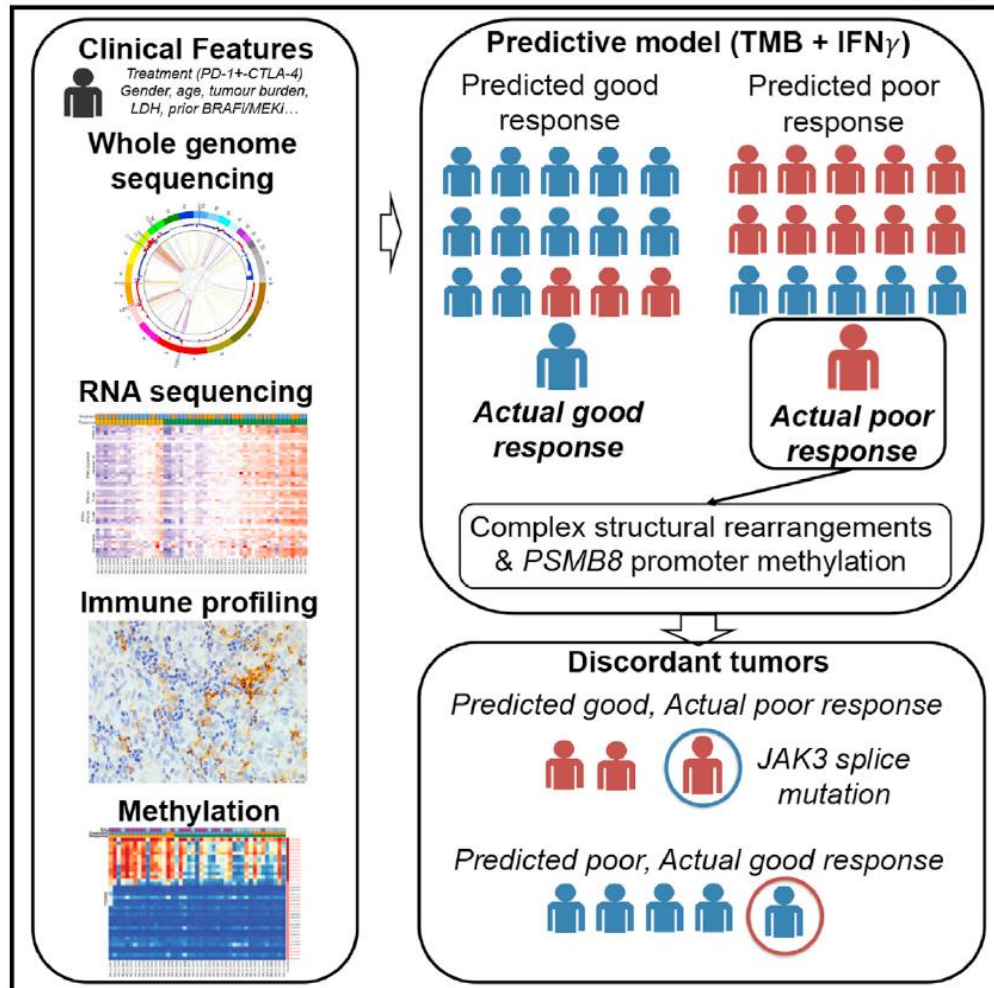 Clinical Features
Treatment (PD-1+-CTLA-4)
Gender, age, tumour burden,
LDH, prior BRAFi/MEKi...
Whole genome
sequencing
RNA sequencing
Immune profiling
Methylation
Predictive model (TMB + IFNγ)
Predicted good
response
Predicted poor
response
Actual good
response
Actual poor
response
Complex structural rearrangements
& PSMB8 promoter methylation
Discordant tumors
Predicted good, Actual poor response
JAK3 splice
mutation
Predicted poor, Actual good response